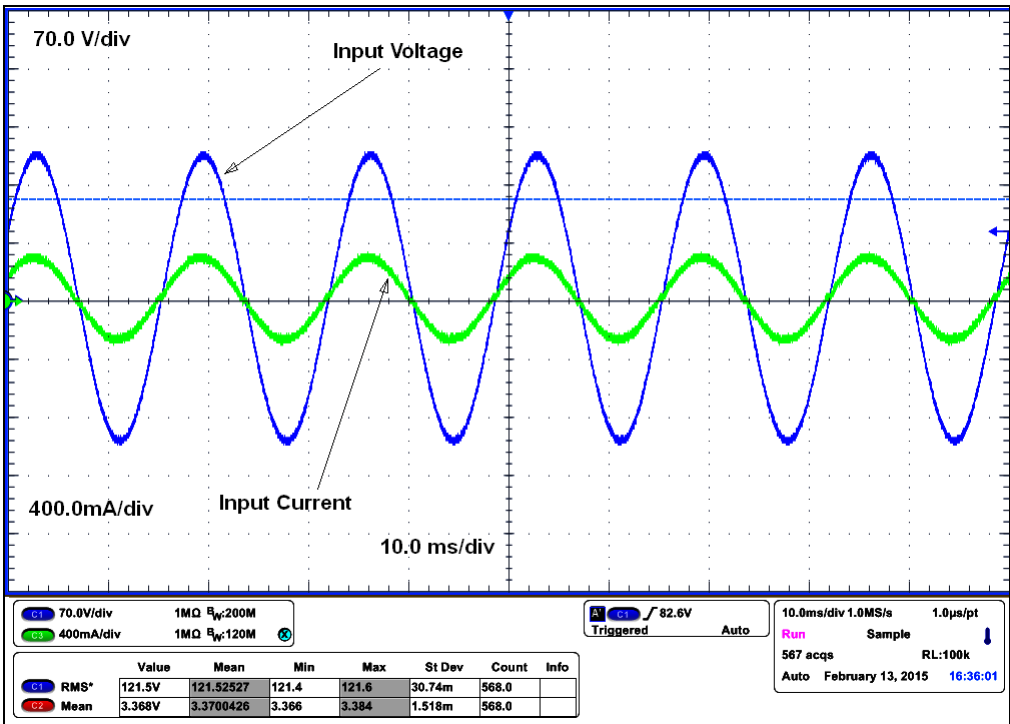 70.0 V/div
Input Voltage
400.0mA/div
Input Current
10.0 ms/div
C1 70.0V/div 1MΩ BW:200M
C3 400mA/div 1MΩ BW:120M
A' C1 82.6V
Triggered Auto
10.0ms/div 1.0MS/s 1.0µs/pt
Run Sample
567 acqs RL:100k
Auto February 13, 2015 16:36:01
Value Mean Min Max St Dev Count Info
C1 RMS* 121.5V 121.52527 121.4 121.6 30.74m 568.0
C2 Mean 3.368V 3.3700426 3.366 3.384 1.518m 568.0